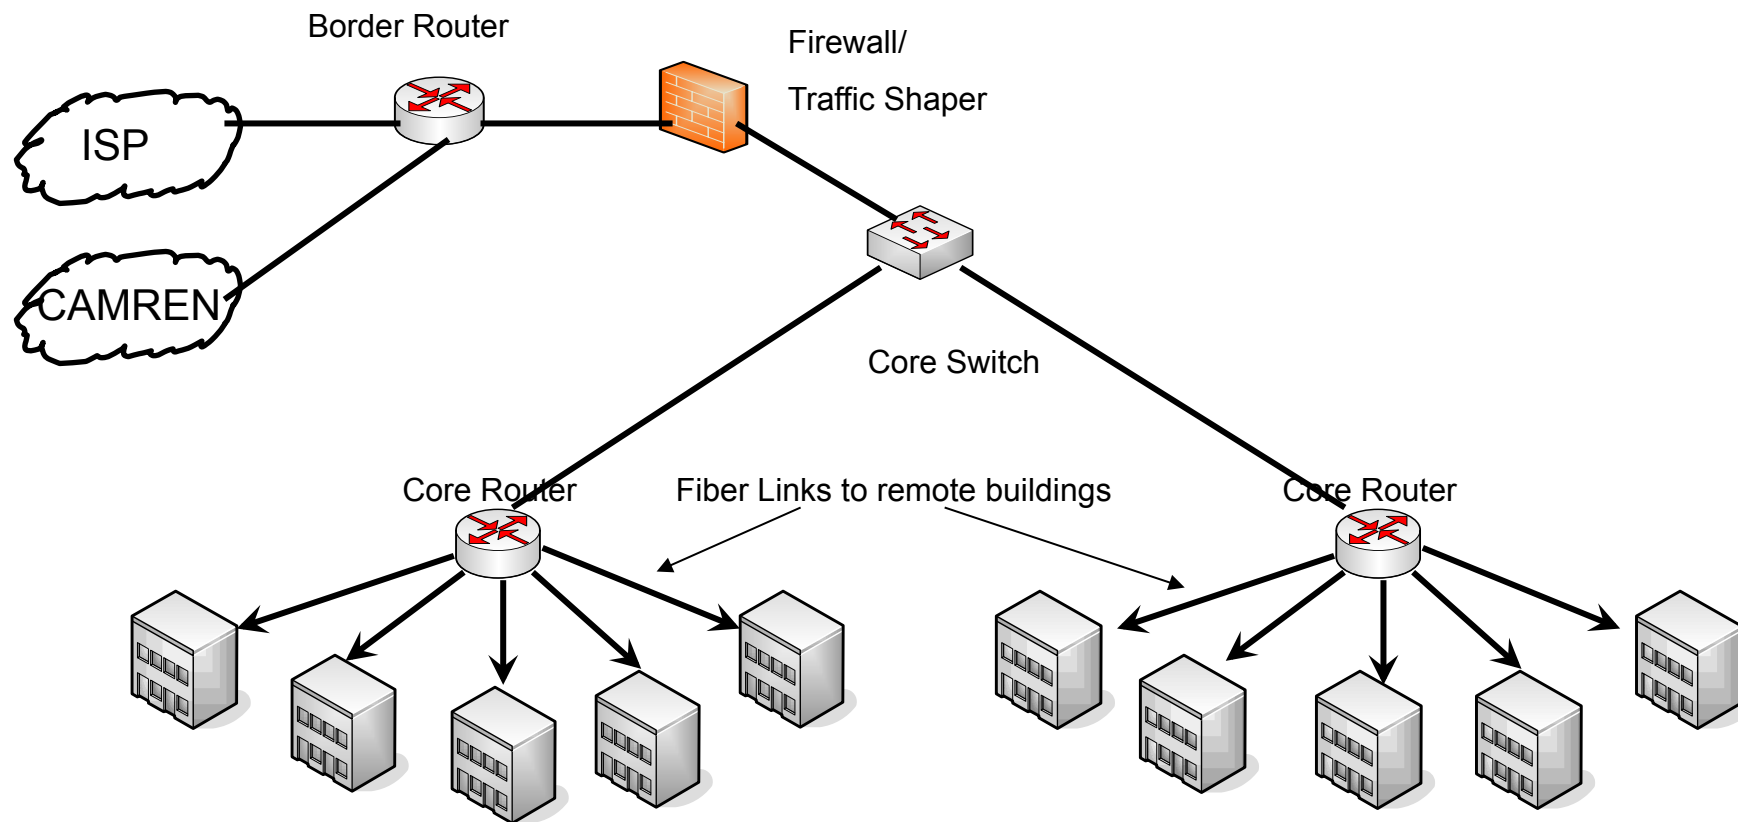 Border Router
Firewall/
Traffic Shaper
ISP
CAMREN
Core Switch
Core Router
Fiber Links to remote buildings
Core Router